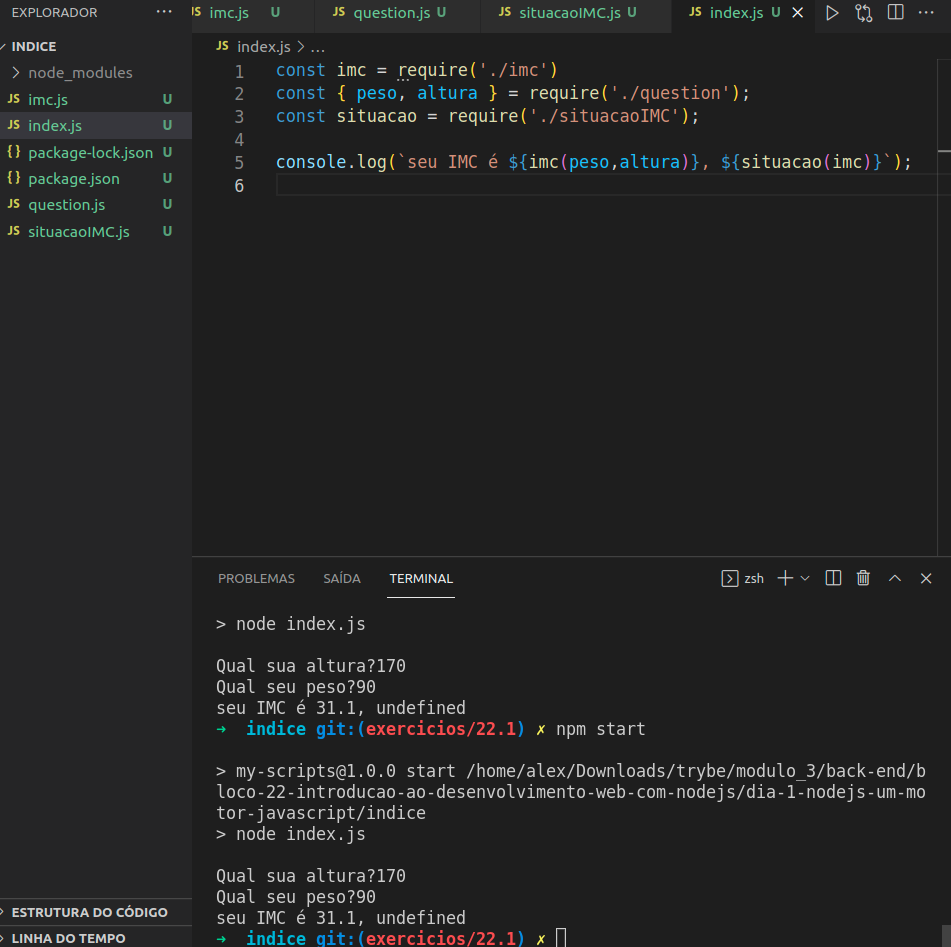 EXPLORADOR ···
INDICE
node_modules
JS imc.js U
JS index.js U
{ } package-lock.json U
{ } package.json U
JS question.js U
JS situacaoIMC.js U
ESTRUTURA DO CÓDIGO
LINHA DO TEMPO
JS imc.js U JS question.js U JS situacaoIMC.js U JS index.js U
JS index.js > ...
1 const imc = require('./imc')
2 const { peso, altura } = require('./question');
3 const situacao = require('./situacaoIMC');
4
5 console.log(`seu IMC é ${imc(peso,altura)}, ${situacao(imc)}`);
6
PROBLEMAS SAÍDA TERMINAL zsh
> node index.js
Qual sua altura?170
Qual seu peso?90
seu IMC é 31.1, undefined
➜ indice git:(exercicios/22.1) ✗ npm start
> my-scripts@1.0.0 start /home/alex/Downloads/trybe/modulo_3/back-end/b
loco-22-introducao-ao-desenvolvimento-web-com-nodejs/dia-1-nodejs-um-mo
tor-javascript/indice
> node index.js
Qual sua altura?170
Qual seu peso?90
seu IMC é 31.1, undefined
➜ indice git:(exercicios/22.1) ✗